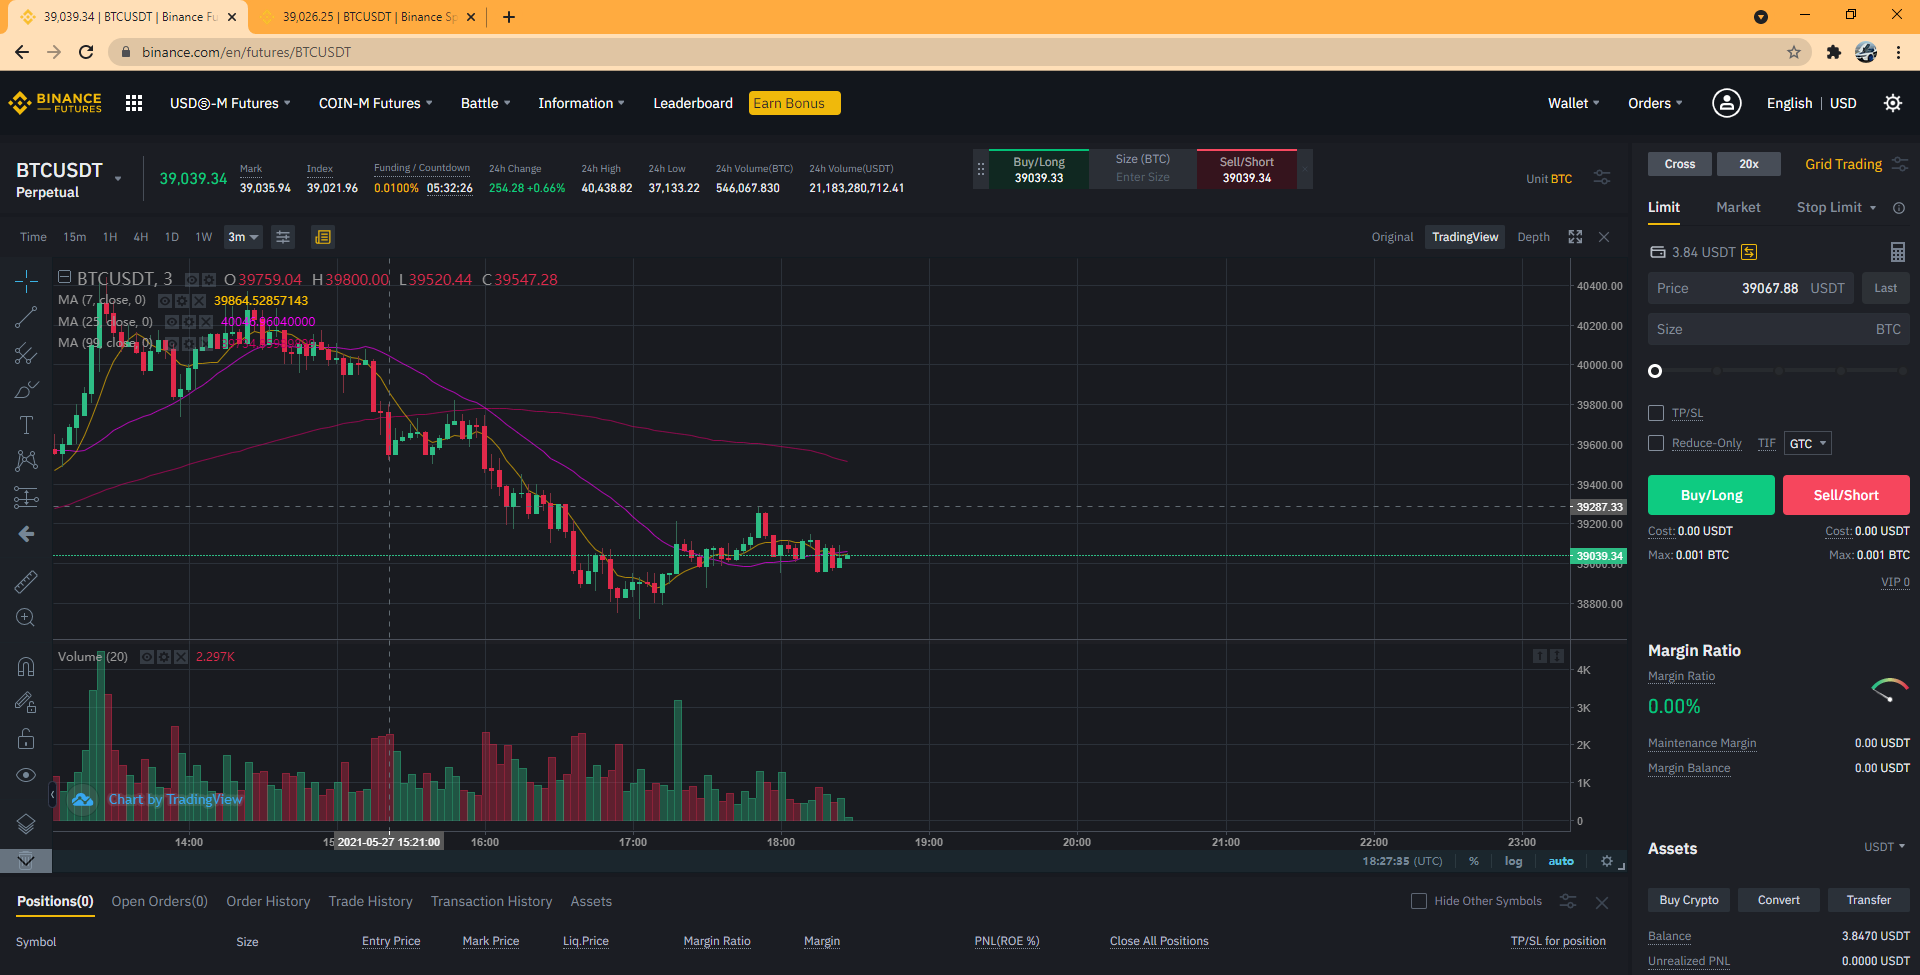 39,039.34 | BTCUSDT | Binance Fu
39,026.25 | BTCUSDT | Binance Sp
binance.com/en/futures/BTCUSDT
BINANCE FUTURES
USDⓈ-M Futures COIN-M Futures Battle Information Leaderboard Earn Bonus Wallet Orders English | USD
BTCUSDT
Perpetual
39,039.34
Mark
39,035.94
Index
39,021.96
Funding / Countdown
0.0100% 05:32:26
24h Change
254.28 +0.66%
24h High
40,438.82
24h Low
37,133.22
24h Volume(BTC)
546,067.830
24h Volume(USDT)
21,183,280,712.41
Buy/Long
39039.33
Size (BTC)
Enter Size
Sell/Short
39039.34
Unit BTC
Time 15m 1H 4H 1D 1W 3m
Original TradingView Depth
BTCUSDT, 3 O39759.04 H39800.00 L39520.44 C39547.28
MA (7, close, 0) 39864.52857143
MA (25, close, 0)
MA (99, close, 0)
40400.00
40200.00
40000.00
39800.00
39600.00
39400.00
39287.33
39200.00
39039.34
39000.00
38800.00
Volume (20) 2.297K
4K
3K
2K
1K
0
Chart by TradingView
14:00 15 2021-05-27 15:21:00 16:00 17:00 18:00 19:00 20:00 21:00 22:00 23:00
18:27:35 (UTC) % log auto
Positions(0) Open Orders(0) Order History Trade History Transaction History Assets
Hide Other Symbols
Symbol Size Entry Price Mark Price Liq.Price Margin Ratio Margin PNL(ROE %) Close All Positions TP/SL for position
Cross 20x Grid Trading
Limit Market Stop Limit
3.84 USDT
Price 39067.88 USDT Last
Size BTC
TP/SL
Reduce-Only TIF GTC
Buy/Long Sell/Short
Cost: 0.00 USDT Cost: 0.00 USDT
Max: 0.001 BTC Max: 0.001 BTC
VIP 0
Margin Ratio
Margin Ratio
0.00%
Maintenance Margin 0.00 USDT
Margin Balance 0.00 USDT
Assets USDT
Buy Crypto Convert Transfer
Balance 3.8470 USDT
Unrealized PNL 0.0000 USDT